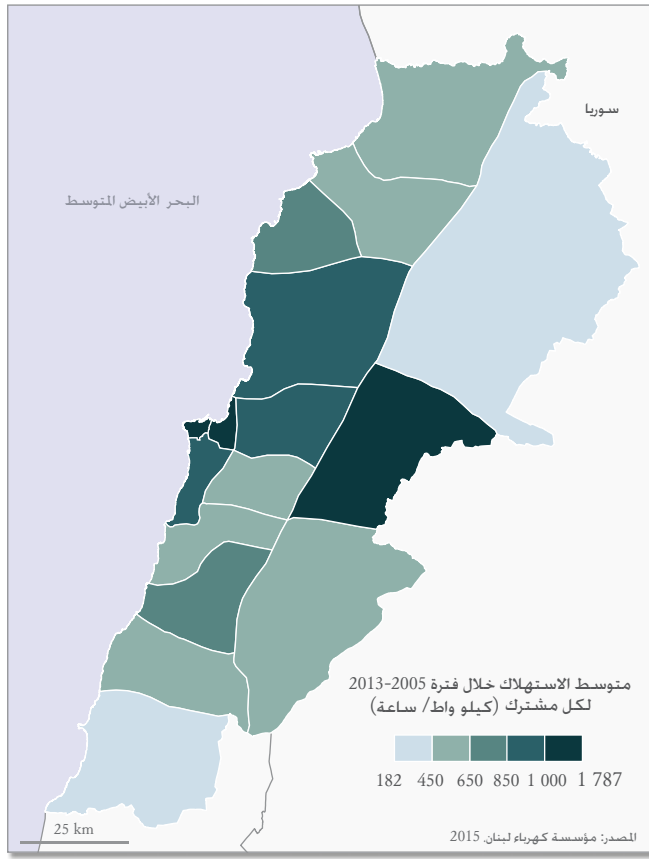 سوريا
البحر الأبيض المتوسط
متوسط الاستهلاك خلال فترة 2005-2013
لكل مشترك (كيلو واط/ ساعة)
182 450 650 850 1 000 1 787
25 km
المصدر: مؤسسة كهرباء لبنان، 2015